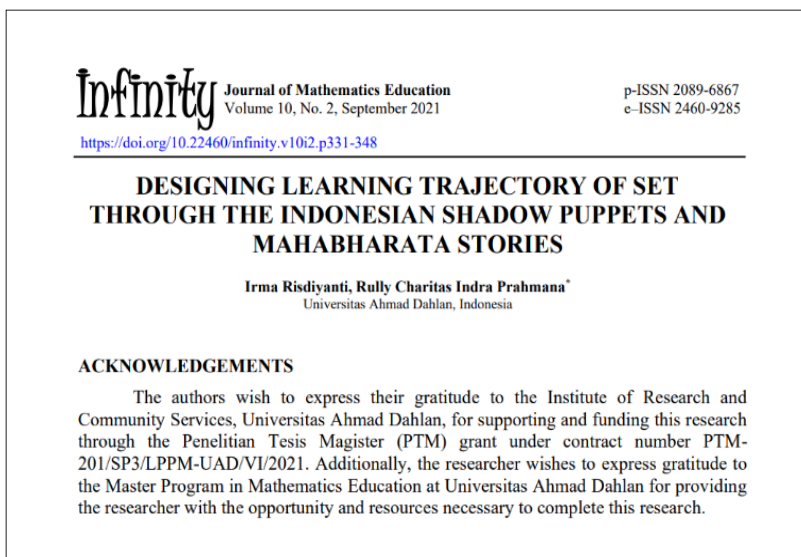 Infinity
Journal of Mathematics Education
Volume 10, No. 2, September 2021
p-ISSN 2089-6867
e–ISSN 2460-9285
https://doi.org/10.22460/infinity.v10i2.p331-348
DESIGNING LEARNING TRAJECTORY OF SET
THROUGH THE INDONESIAN SHADOW PUPPETS AND
MAHABHARATA STORIES
Irma Risdiyanti, Rully Charitas Indra Prahmana*
Universitas Ahmad Dahlan, Indonesia
ACKNOWLEDGEMENTS
The authors wish to express their gratitude to the Institute of Research and
Community Services, Universitas Ahmad Dahlan, for supporting and funding this research
through the Penelitian Tesis Magister (PTM) grant under contract number PTM-
201/SP3/LPPM-UAD/VI/2021. Additionally, the researcher wishes to express gratitude to
the Master Program in Mathematics Education at Universitas Ahmad Dahlan for providing
the researcher with the opportunity and resources necessary to complete this research.